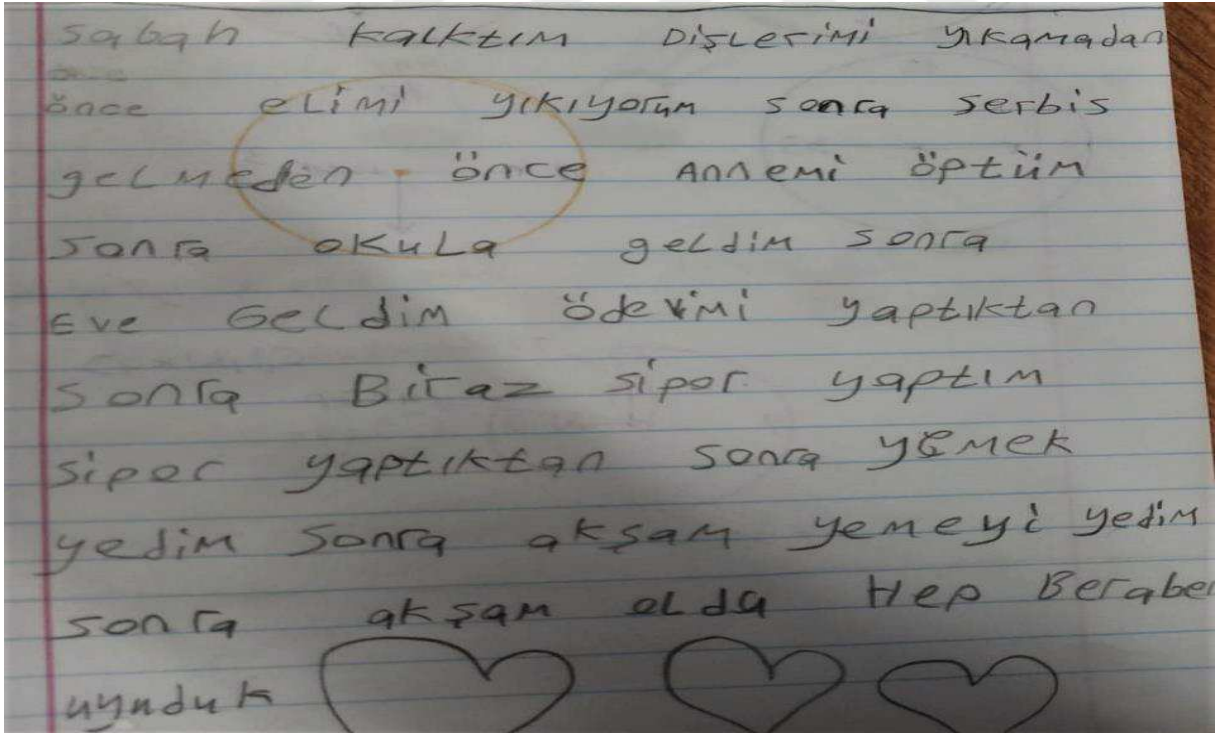 sabah kalktım Dişlerimi yıkamadan
önce elimi yıkıyorum sonra serbis
gelmeden önce Annemi öptüm
sonra okula geldim sonra
Eve Geldim ödevimi yaptıktan
sonra Biraz sipor yaptım
sipor yaptıktan sonra yemek
yedim sonra akşam yemeyi yedim
sonra akşam olda Hep Beraber
uyuduk